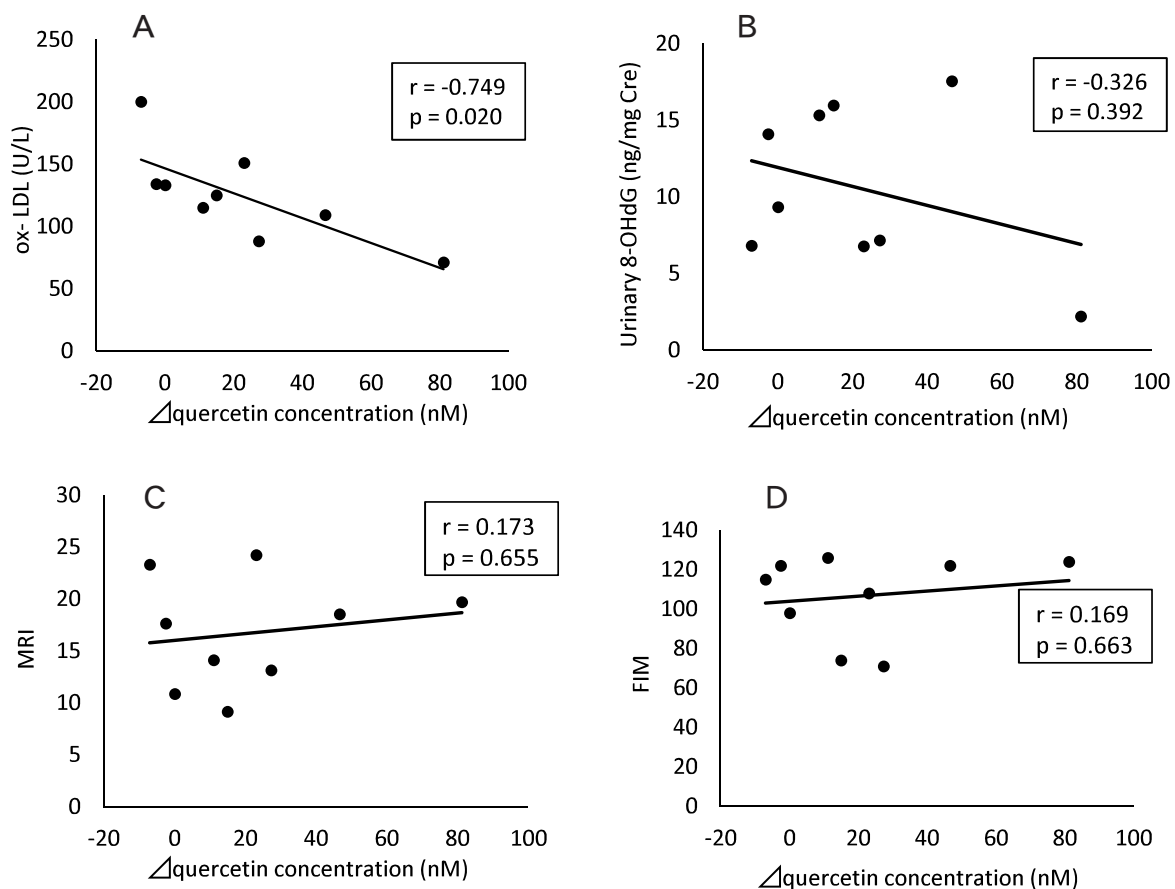 A
250
200
150
100
50
0
ox- LDL (U/L)
r = -0.749
p = 0.020
-20 0 20 40 60 80 100
⊿quercetin concentration (nM)
B
20
15
10
5
0
Urinary 8-OHdG (ng/mg Cre)
r = -0.326
p = 0.392
-20 0 20 40 60 80 100
⊿quercetin concentration (nM)
C
30
25
20
15
10
5
0
MRI
r = 0.173
p = 0.655
-20 0 20 40 60 80 100
⊿quercetin concentration (nM)
D
140
120
100
80
60
40
20
0
FIM
r = 0.169
p = 0.663
-20 0 20 40 60 80 100
⊿quercetin concentration (nM)